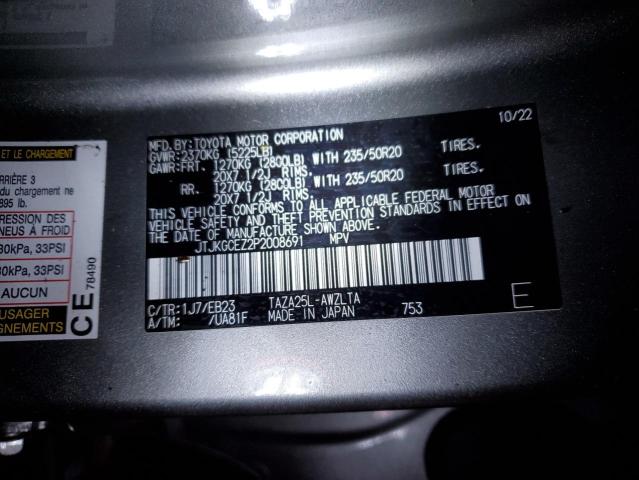 ET LE CHARGEMENT
RRIÈRE 3
du chargement ne
895 lb.
RESSION DES
NEUS À FROID
30kPa, 33PSI
30kPa, 33PSI
AUCUN
USAGER
GNEMENTS
CE
78490
10/22
MFD. BY: TOYOTA MOTOR CORPORATION
GVWR: 2370KG (5225LB)
GAWR: FRT. 1270KG (2800LB) WITH 235/50R20 TIRES.
20X7 1/2J RIMS.
RR. 1270KG (2800LB) WITH 235/50R20 TIRES.
20X7 1/2J RIMS.
THIS VEHICLE CONFORMS TO ALL APPLICABLE FEDERAL MOTOR
VEHICLE SAFETY AND THEFT PREVENTION STANDARDS IN EFFECT ON
THE DATE OF MANUFACTURE SHOWN ABOVE.
JTJKGCEZ2P2008691 MPV
C/TR: 1J7/EB23 TAZA25L-AWZLTA 753
A/TM: /UA81F MADE IN JAPAN
E